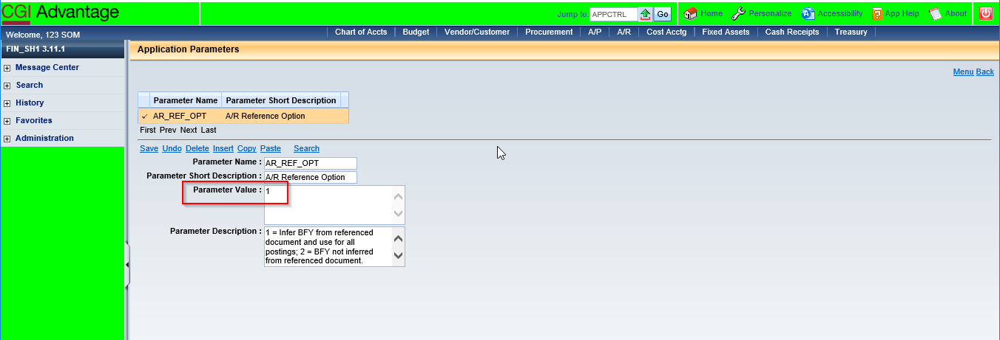 CGI Advantage
Jump to: APPCTRL Go Home Personalize Accessibility App Help About
Welcome, 123 SOM
Chart of Accts Budget Vendor/Customer Procurement A/P A/R Cost Acctg Fixed Assets Cash Receipts Treasury
FIN_SH1 3.11.1
Application Parameters
Message Center
Search
History
Favorites
Administration
Menu Back
Parameter Name Parameter Short Description
✓ AR_REF_OPT A/R Reference Option
First Prev Next Last
Save Undo Delete Insert Copy Paste Search
Parameter Name : AR_REF_OPT
Parameter Short Description : A/R Reference Option
Parameter Value : 1
Parameter Description : 1 = Infer BFY from referenced
document and use for all
postings; 2 = BFY not inferred
from referenced document.